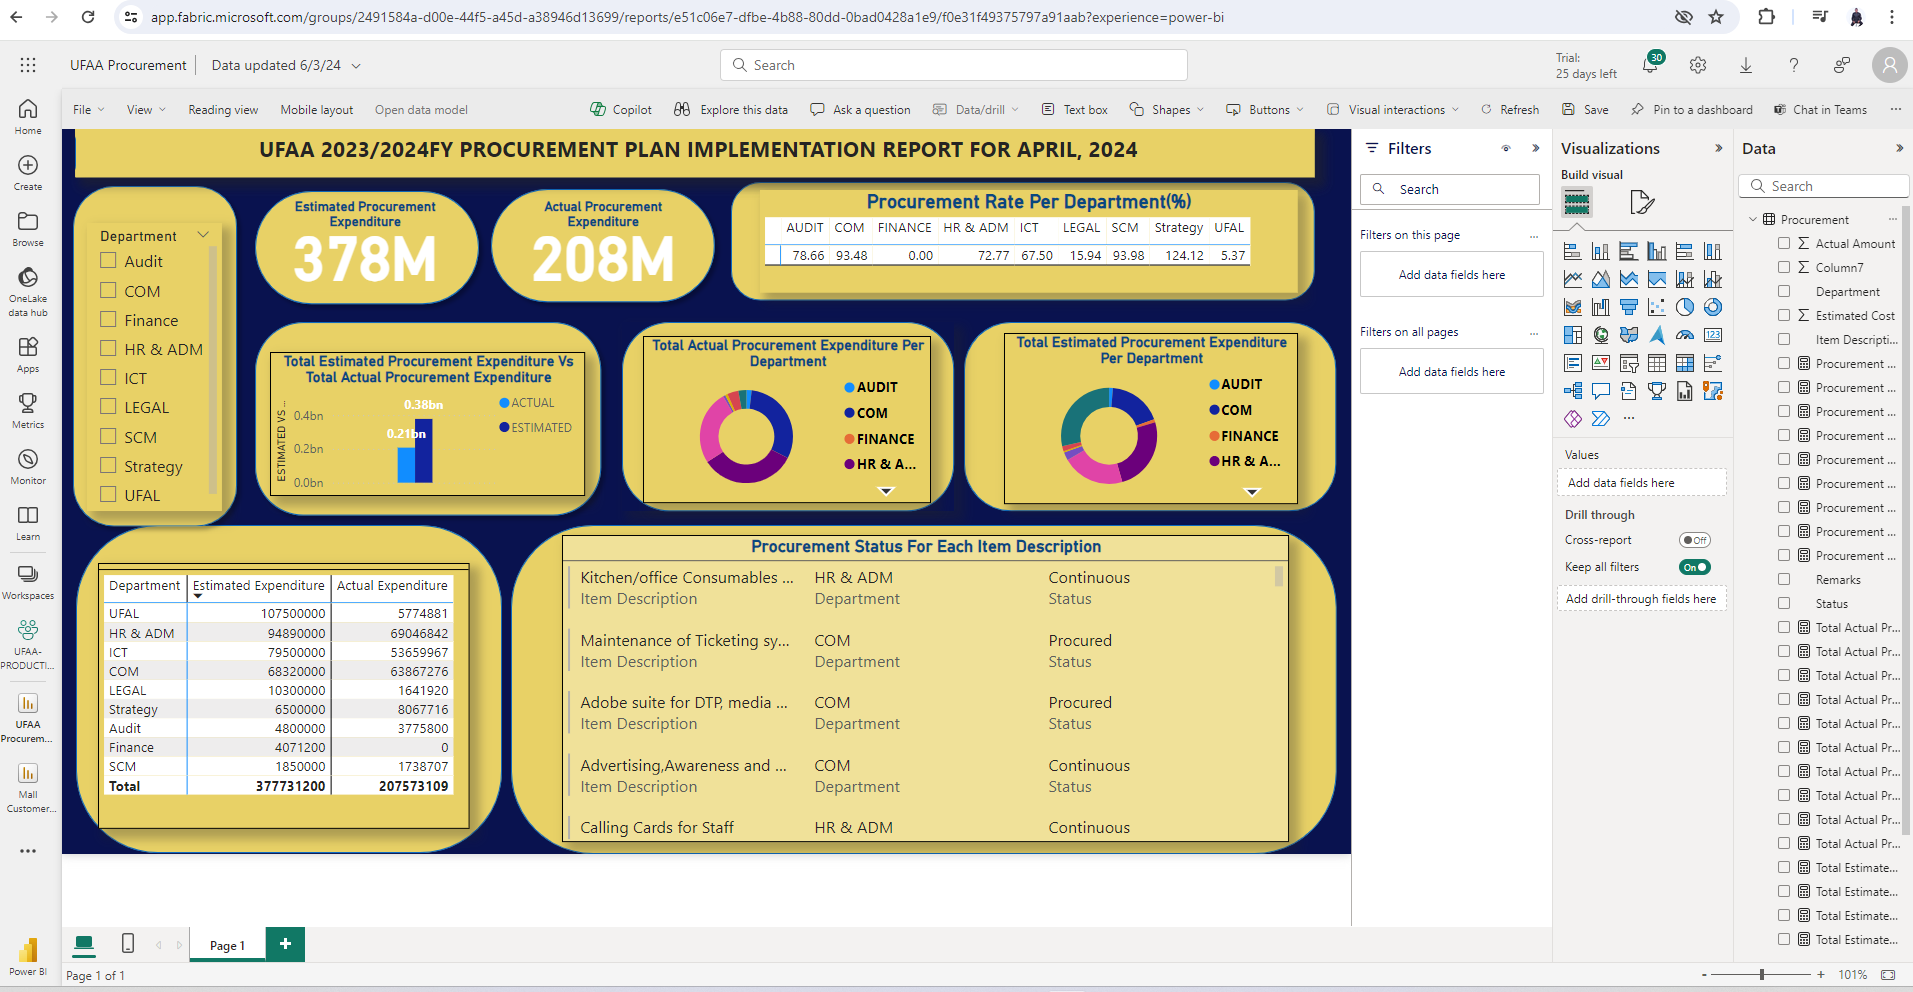 app.fabric.microsoft.com/groups/2491584a-d00e-44f5-a45d-a38946d13699/reports/e51c06e7-dfbe-4b88-80dd-0bad0428a1e9/f0e31f49375797a91aab?experience=power-bi
UFAA Procurement
Data updated 6/3/24
Search
Trial:
25 days left
30
File
View
Reading view
Mobile layout
Open data model
Copilot
Explore this data
Ask a question
Data/drill
Text box
Shapes
Buttons
Visual interactions
Refresh
Save
Pin to a dashboard
Chat in Teams
Home
Create
Browse
OneLake
data hub
Apps
Metrics
Monitor
Learn
Workspaces
UFAA-
PRODUCTI...
UFAA
Procurem...
Mall
Customer...
Power BI
UFAA 2023/2024FY PROCUREMENT PLAN IMPLEMENTATION REPORT FOR APRIL, 2024
Department
Audit
COM
Finance
HR & ADM
ICT
LEGAL
SCM
Strategy
UFAL
Estimated Procurement
Expenditure
378M
Actual Procurement
Expenditure
208M
Procurement Rate Per Department(%)
AUDIT COM FINANCE HR & ADM ICT LEGAL SCM Strategy UFAL
78.66 93.48 0.00 72.77 67.50 15.94 93.98 124.12 5.37
Total Estimated Procurement Expenditure Vs
Total Actual Procurement Expenditure
ESTIMATED VS ...
0.4bn
0.2bn
0.0bn
0.38bn
0.21bn
ACTUAL
ESTIMATED
Total Actual Procurement Expenditure Per
Department
AUDIT
COM
FINANCE
HR & A...
Total Estimated Procurement Expenditure
Per Department
AUDIT
COM
FINANCE
HR & A...
Department Estimated Expenditure Actual Expenditure
UFAL 107500000 5774881
HR & ADM 94890000 69046842
ICT 79500000 53659967
COM 68320000 63867276
LEGAL 10300000 1641920
Strategy 6500000 8067716
Audit 4800000 3775800
Finance 4071200 0
SCM 1850000 1738707
Total 377731200 207573109
Procurement Status For Each Item Description
Kitchen/office Consumables ... HR & ADM Continuous
Item Description Department Status
Maintenance of Ticketing sy... COM Procured
Item Description Department Status
Adobe suite for DTP, media ... COM Procured
Item Description Department Status
Advertising,Awareness and ... COM Continuous
Item Description Department Status
Calling Cards for Staff HR & ADM Continuous
Page 1
Page 1 of 1
101%
Filters
Search
Filters on this page
Add data fields here
Filters on all pages
Add data fields here
Visualizations
Build visual
123
Values
Add data fields here
Drill through
Cross-report
Off
Keep all filters
On
Add drill-through fields here
Data
Search
Procurement
Actual Amount
Column7
Department
Estimated Cost
Item Descripti...
Procurement ...
Procurement ...
Procurement ...
Procurement ...
Procurement ...
Procurement ...
Procurement ...
Procurement ...
Procurement ...
Remarks
Status
Total Actual Pr...
Total Actual Pr...
Total Actual Pr...
Total Actual Pr...
Total Actual Pr...
Total Actual Pr...
Total Actual Pr...
Total Actual Pr...
Total Actual Pr...
Total Actual Pr...
Total Estimate...
Total Estimate...
Total Estimate...
Total Estimate...